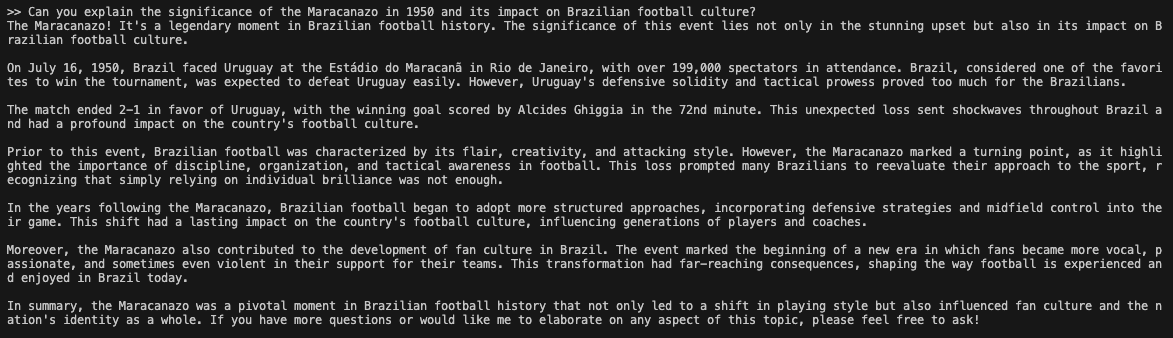 >> Can you explain the significance of the Maracanazo in 1950 and its impact on Brazilian football culture?
The Maracanazo! It's a legendary moment in Brazilian football history. The significance of this event lies not only in the stunning upset but also in its impact on B
razilian football culture.
On July 16, 1950, Brazil faced Uruguay at the Estádio do Maracanã in Rio de Janeiro, with over 199,000 spectators in attendance. Brazil, considered one of the favori
tes to win the tournament, was expected to defeat Uruguay easily. However, Uruguay's defensive solidity and tactical prowess proved too much for the Brazilians.
The match ended 2-1 in favor of Uruguay, with the winning goal scored by Alcides Ghiggia in the 72nd minute. This unexpected loss sent shockwaves throughout Brazil a
nd had a profound impact on the country's football culture.
Prior to this event, Brazilian football was characterized by its flair, creativity, and attacking style. However, the Maracanazo marked a turning point, as it highli
ghted the importance of discipline, organization, and tactical awareness in football. This loss prompted many Brazilians to reevaluate their approach to the sport, r
ecognizing that simply relying on individual brilliance was not enough.
In the years following the Maracanazo, Brazilian football began to adopt more structured approaches, incorporating defensive strategies and midfield control into the
ir game. This shift had a lasting impact on the country's football culture, influencing generations of players and coaches.
Moreover, the Maracanazo also contributed to the development of fan culture in Brazil. The event marked the beginning of a new era in which fans became more vocal, p
assionate, and sometimes even violent in their support for their teams. This transformation had far-reaching consequences, shaping the way football is experienced an
d enjoyed in Brazil today.
In summary, the Maracanazo was a pivotal moment in Brazilian football history that not only led to a shift in playing style but also influenced fan culture and the n
ation's identity as a whole. If you have more questions or would like me to elaborate on any aspect of this topic, please feel free to ask!